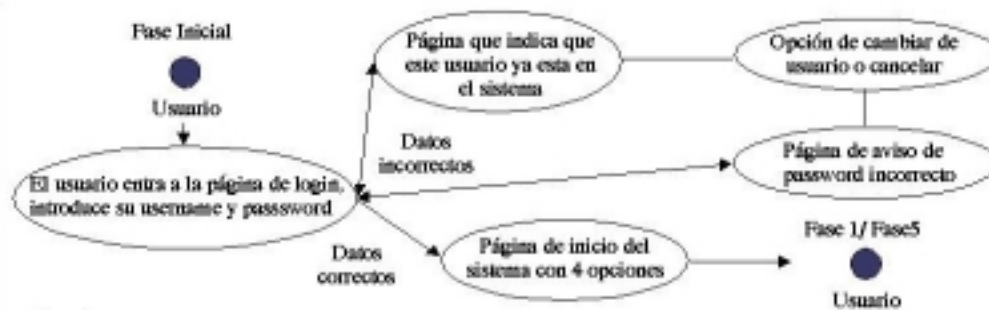 Fase Inicial
Usuario
El usuario entra a la página de login,
introduce su username y passsword
Página que indica que
este usuario ya esta en
el sistema
Opción de cambiar de
usuario o cancelar
Datos
incorrectos
Página de aviso de
password incorrecto
Datos
correctos
Página de inicio del
sistema con 4 opciones
Fase 1/ Fase5
Usuario